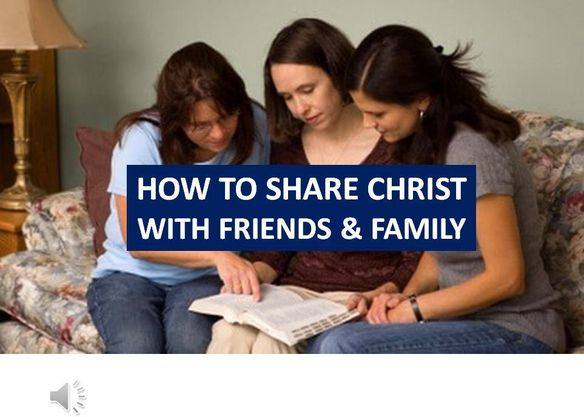 HOW TO SHARE CHRIST
WITH FRIENDS & FAMILY